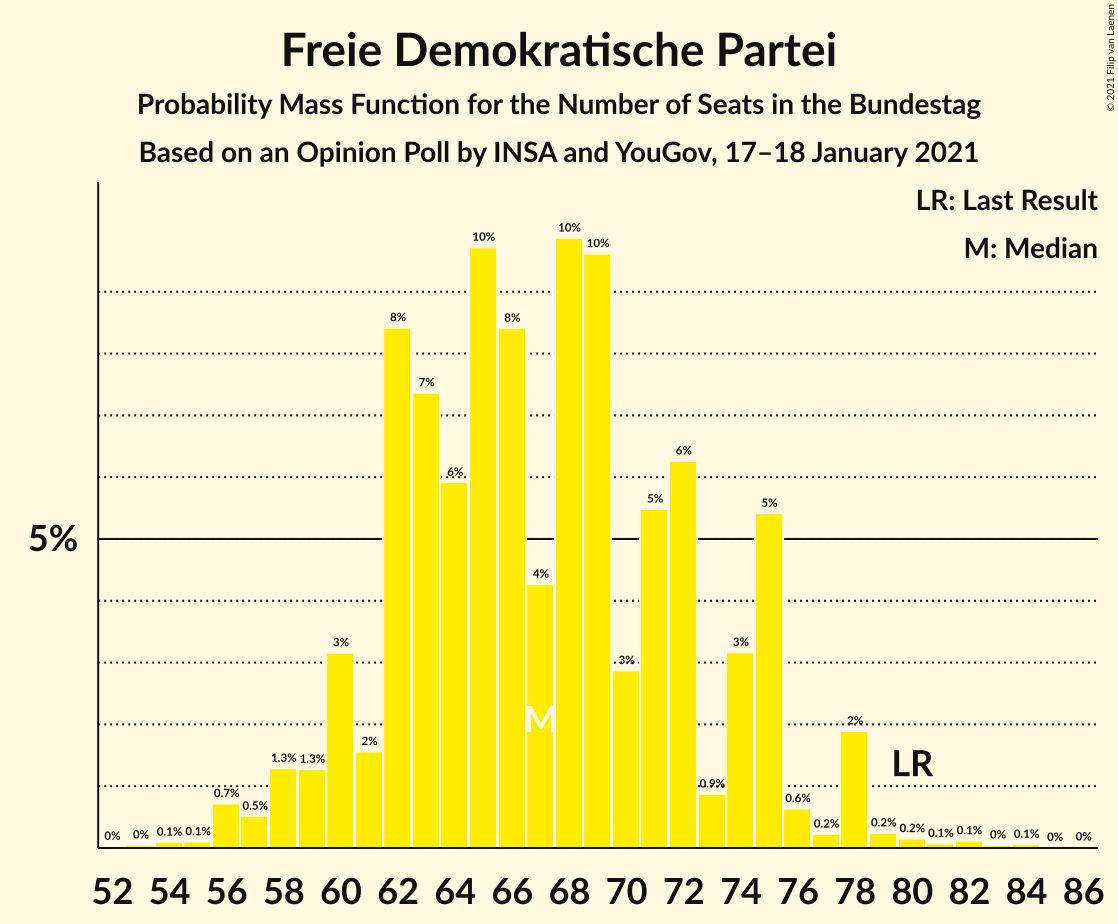 Freie Demokratische Partei
Probability Mass Function for the Number of Seats in the Bundestag
Based on an Opinion Poll by INSA and YouGov, 17–18 January 2021
© 2021 Filip van Laenen
LR: Last Result
M: Median
5%
0% 0% 0.1% 0.1% 0.7% 0.5% 1.3% 1.3% 3% 2% 8% 7% 6% 10% 8% 4% 10% 10% 3% 5% 6% 0.9% 3% 5% 0.6% 0.2% 2% 0.2% 0.2% 0.1% 0.1% 0% 0.1% 0% 0%
M
LR
52 54 56 58 60 62 64 66 68 70 72 74 76 78 80 82 84 86